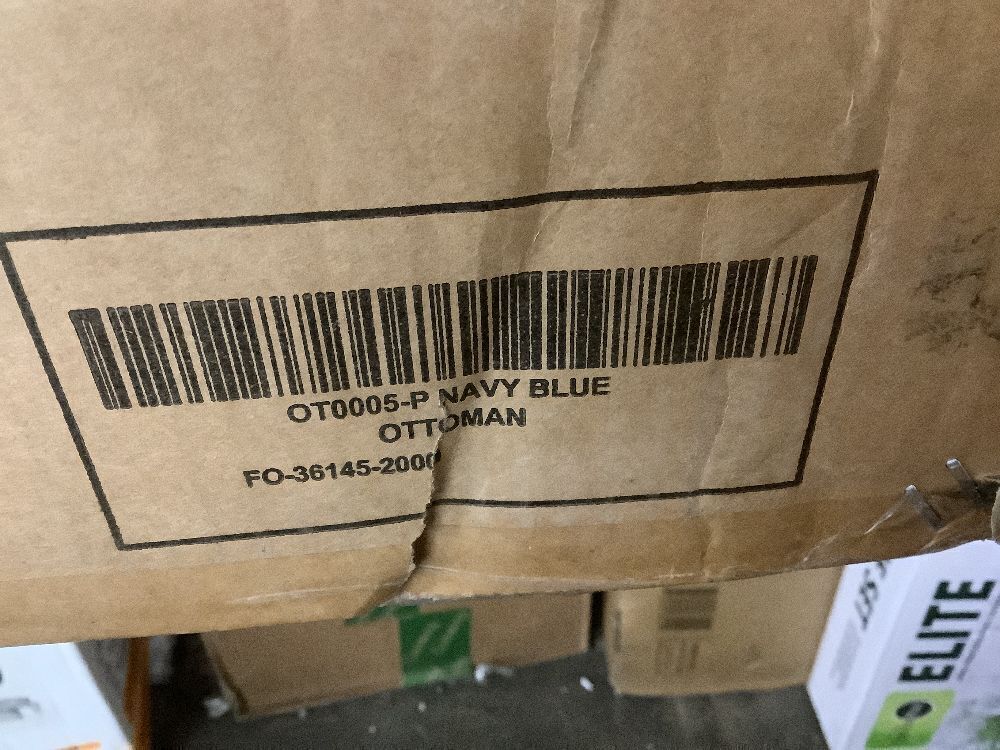 OT0005-P NAVY BLUE
OTTOMAN
FO-36145-2000
ELITE